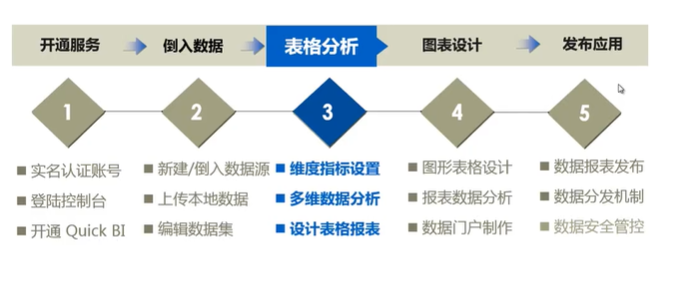 开通服务 倒入数据 表格分析 图表设计 发布应用
1 2 3 4 5
实名认证账号 新建/倒入数据源 维度指标设置 图形表格设计 数据报表发布
登陆控制台 上传本地数据 多维数据分析 报表数据分析 数据分发机制
开通 Quick BI 编辑数据集 设计表格报表 数据门户制作 数据安全管控